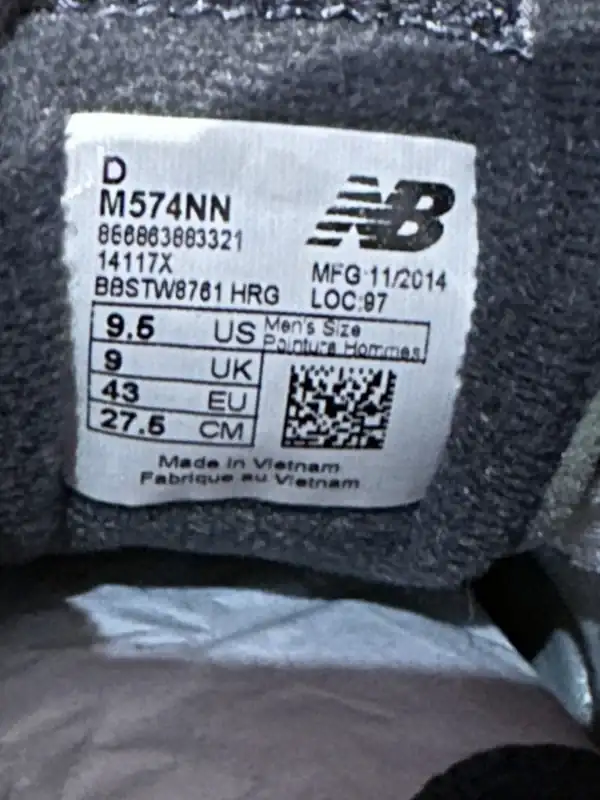 D
M574NN
NB
866863883321
14117X
MFG:11/2014
BBSTW8761 HRG
LOC:97
9.5 US
Men's Size
Pointure Hommes
9 UK
43 EU
27.5 CM
Made in Vietnam
Fabrique au Vietnam